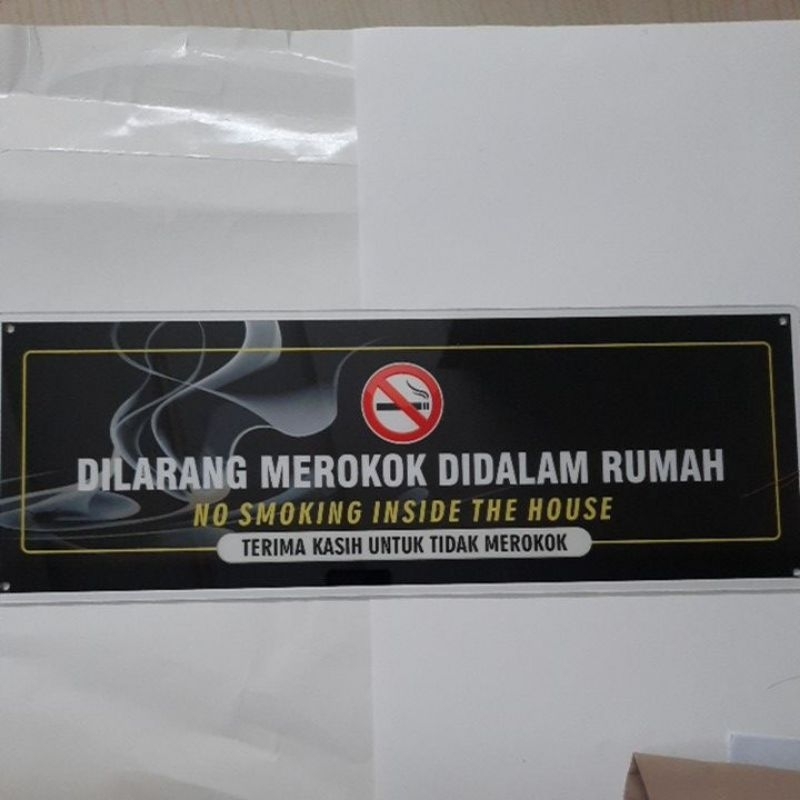 DILARANG MEROKOK DIDALAM RUMAH
NO SMOKING INSIDE THE HOUSE
TERIMA KASIH UNTUK TIDAK MEROKOK